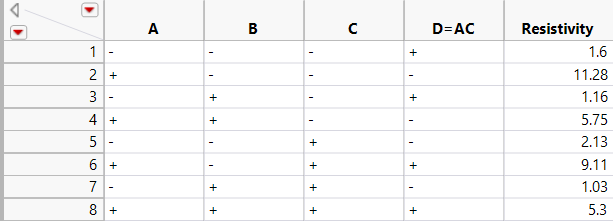 A B C D=AC Resistivity
1 - - - + 1.6
2 + - - - 11.28
3 - + - + 1.16
4 + + - - 5.75
5 - - + - 2.13
6 + - + + 9.11
7 - + + - 1.03
8 + + + + 5.3